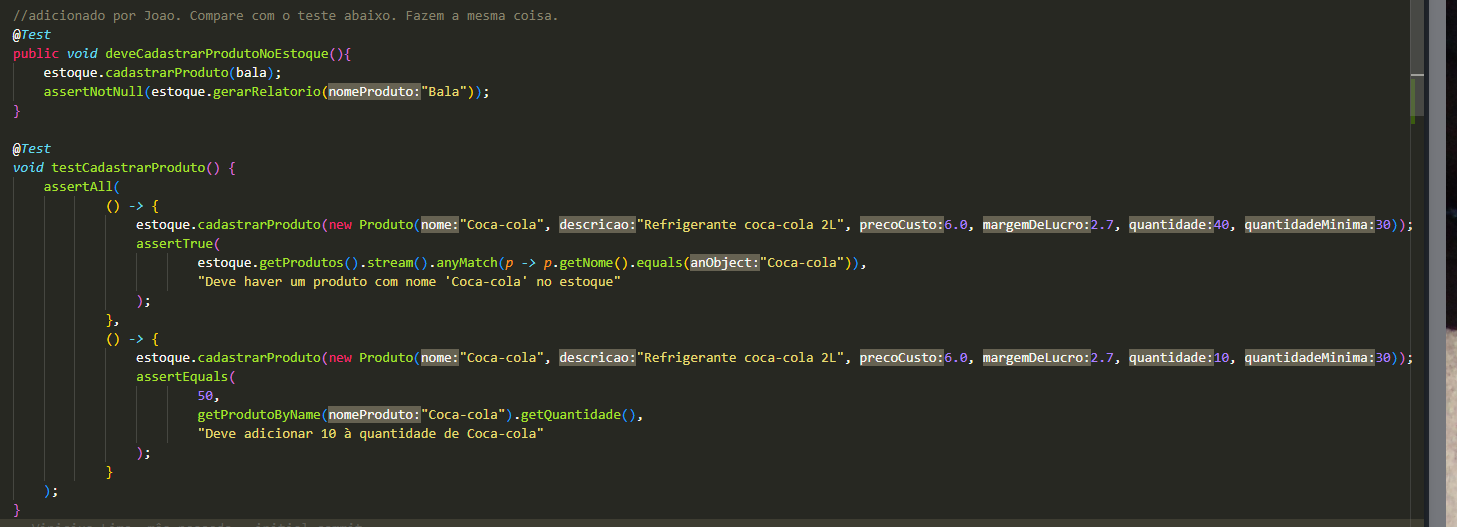 //adicionado por Joao. Compare com o teste abaixo. Fazem a mesma coisa.
@Test
public void deveCadastrarProdutoNoEstoque(){
estoque.cadastrarProduto(bala);
assertNotNull(estoque.gerarRelatorio(nomeProduto:"Bala"));
}
@Test
void testCadastrarProduto() {
assertAll(
() -> {
estoque.cadastrarProduto(new Produto(nome:"Coca-cola", descricao:"Refrigerante coca-cola 2L", precoCusto:6.0, margemDeLucro:2.7, quantidade:40, quantidadeMinima:30));
assertTrue(
estoque.getProdutos().stream().anyMatch(p -> p.getNome().equals(anObject:"Coca-cola")),
"Deve haver um produto com nome 'Coca-cola' no estoque"
);
},
() -> {
estoque.cadastrarProduto(new Produto(nome:"Coca-cola", descricao:"Refrigerante coca-cola 2L", precoCusto:6.0, margemDeLucro:2.7, quantidade:10, quantidadeMinima:30));
assertEquals(
50,
getProdutoByName(nomeProduto:"Coca-cola").getQuantidade(),
"Deve adicionar 10 à quantidade de Coca-cola"
);
}
);
}